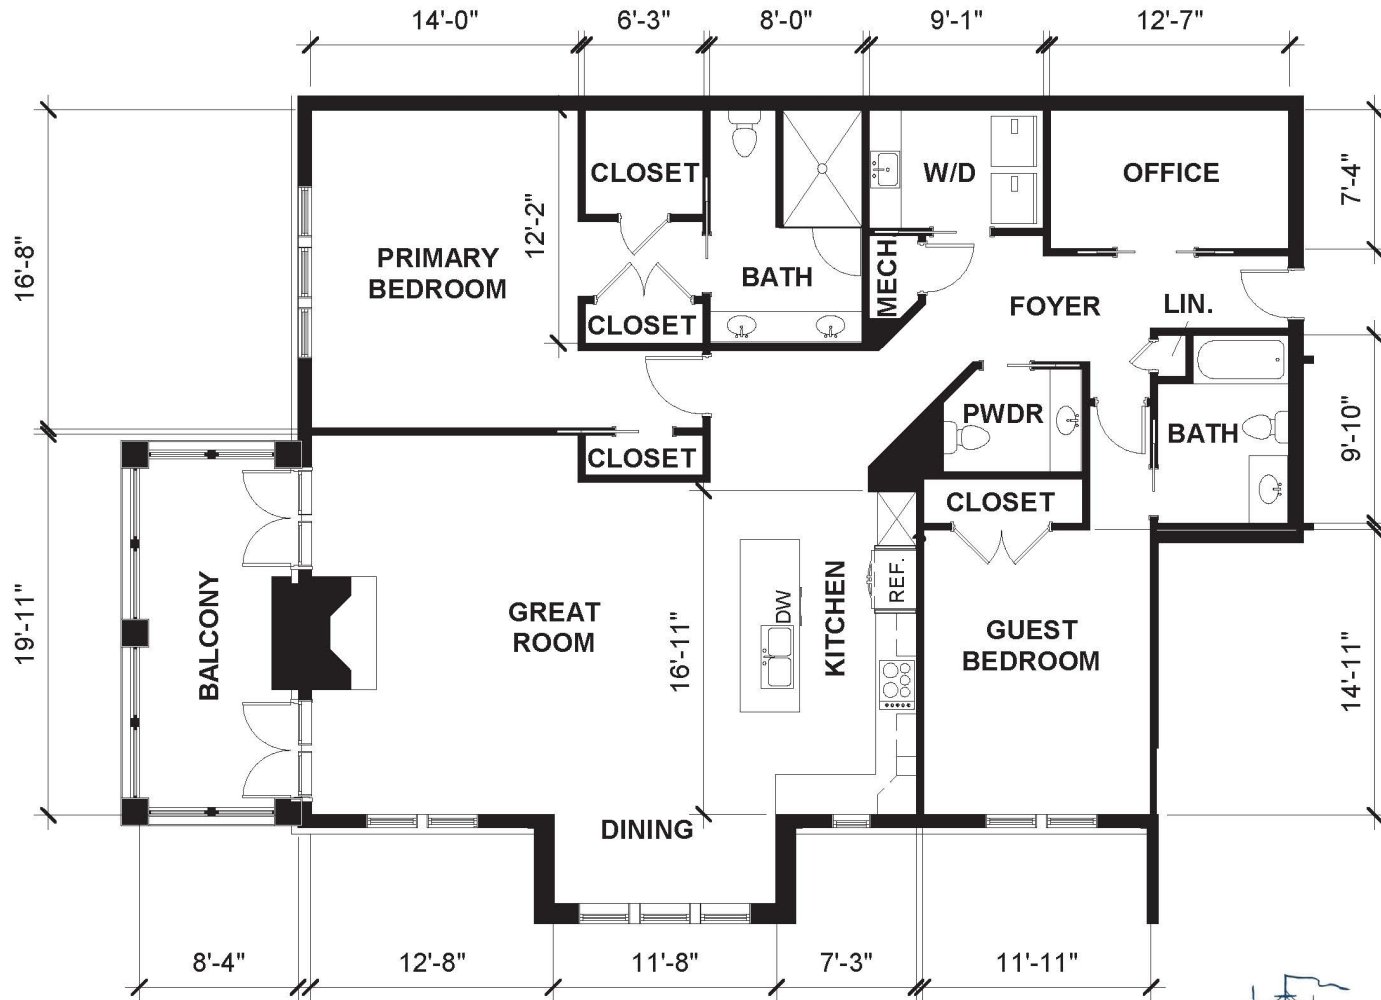 14'-0" 6'-3" 8'-0" 9'-1" 12'-7"
CLOSET
W/D
OFFICE
7'-4"
12'-2"
16'-8"
PRIMARY
BEDROOM
BATH
MECH
FOYER
LIN.
CLOSET
PWDR
BATH
9'-10"
CLOSET
CLOSET
BALCONY
19'-11"
GREAT
ROOM
16'-11"
DW
KITCHEN
REF.
GUEST
BEDROOM
14'-11"
DINING
8'-4" 12'-8" 11'-8" 7'-3" 11'-11"